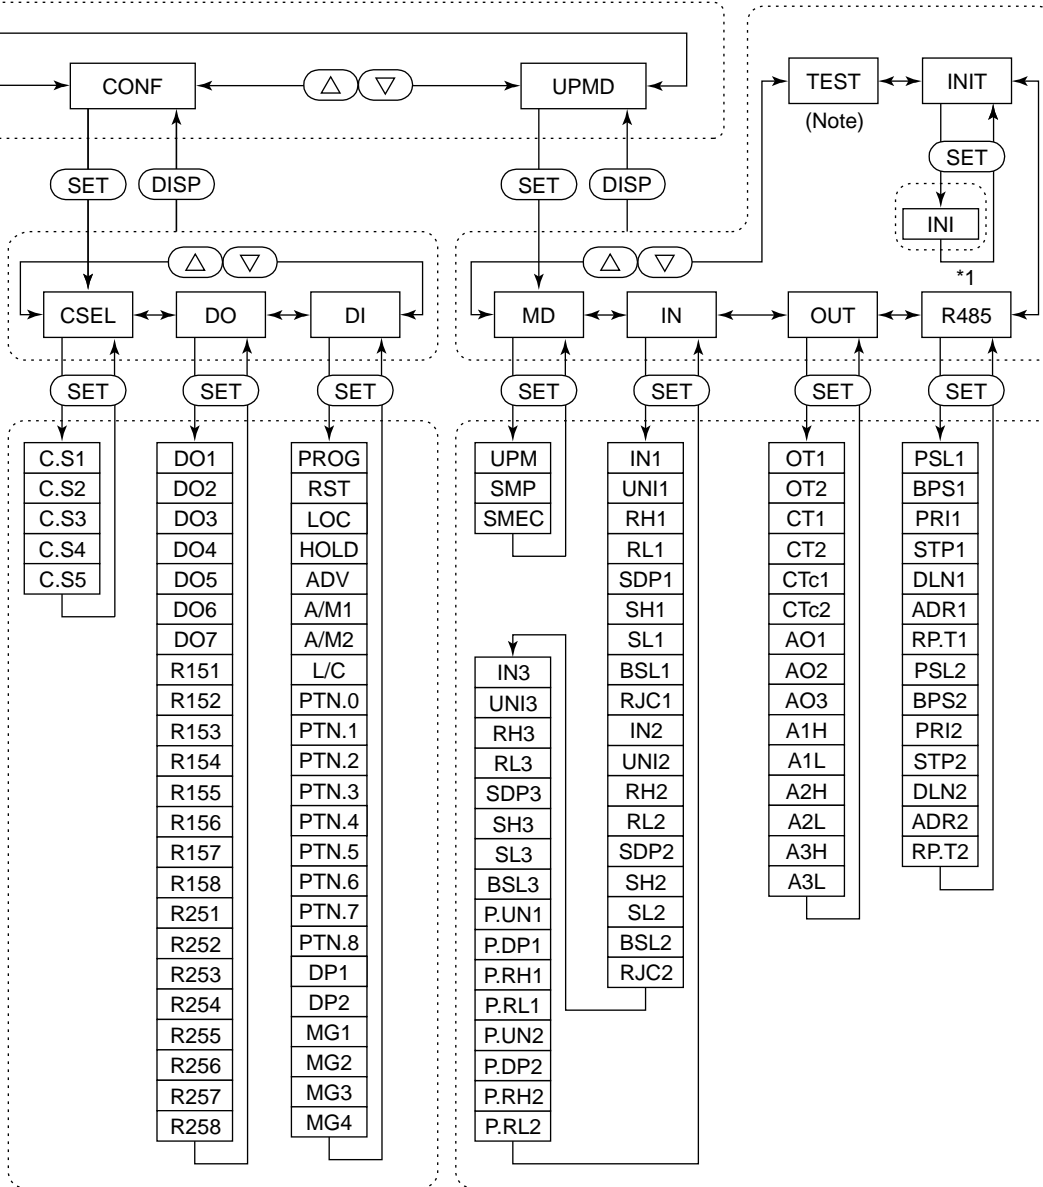 CONF
UPMD
TEST
INIT
(Note)
SET
DISP
SET
DISP
SET
INI
*1
CSEL
DO
DI
MD
IN
OUT
R485
SET
SET
SET
SET
SET
SET
SET
C.S1
C.S2
C.S3
C.S4
C.S5
DO1
DO2
DO3
DO4
DO5
DO6
DO7
R151
R152
R153
R154
R155
R156
R157
R158
R251
R252
R253
R254
R255
R256
R257
R258
PROG
RST
LOC
HOLD
ADV
A/M1
A/M2
L/C
PTN.0
PTN.1
PTN.2
PTN.3
PTN.4
PTN.5
PTN.6
PTN.7
PTN.8
DP1
DP2
MG1
MG2
MG3
MG4
UPM
SMP
SMEC
IN1
UNI1
RH1
RL1
SDP1
SH1
SL1
BSL1
RJC1
IN2
UNI2
RH2
RL2
SDP2
SH2
SL2
BSL2
RJC2
IN3
UNI3
RH3
RL3
SDP3
SH3
SL3
BSL3
P.UN1
P.DP1
P.RH1
P.RL1
P.UN2
P.DP2
P.RH2
P.RL2
OT1
OT2
CT1
CT2
CTc1
CTc2
AO1
AO2
AO3
A1H
A1L
A2H
A2L
A3H
A3L
PSL1
BPS1
PRI1
STP1
DLN1
ADR1
RP.T1
PSL2
BPS2
PRI2
STP2
DLN2
ADR2
RP.T2